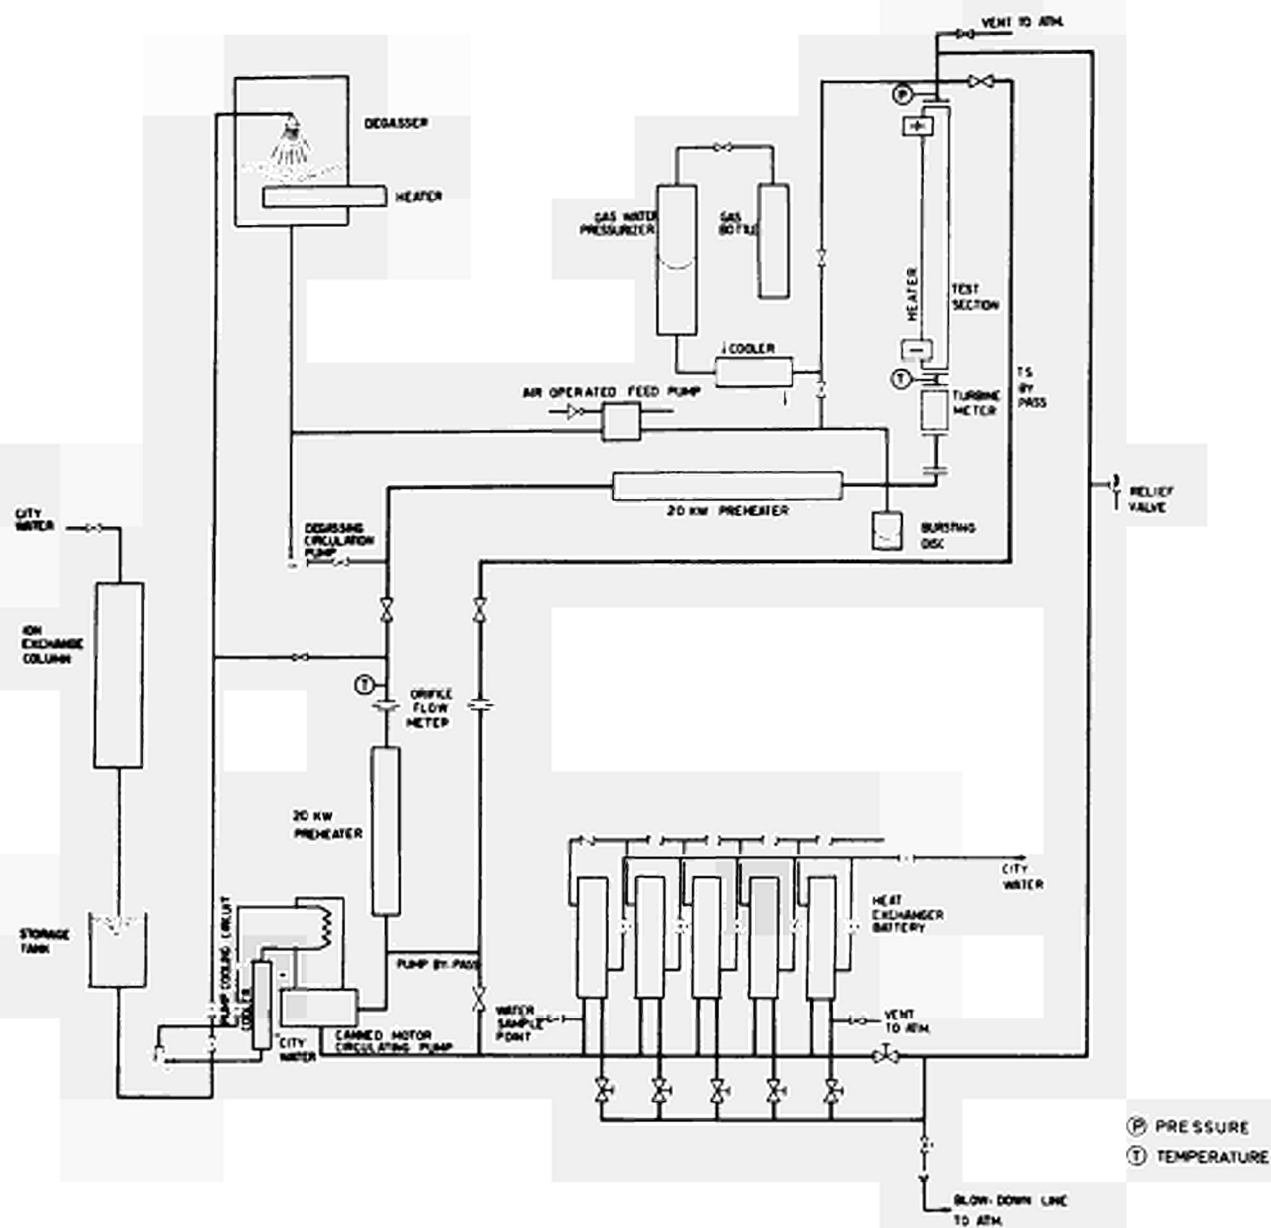 VENT TO ATM.
P
DEGASSER
HEATER
GAS WATER
PRESSURIZER
GAS
BOTTLE
HEATER
TEST
SECTION
COOLER
T
AIR OPERATED FEED PUMP
TURBINE
METER
TS
BY
PASS
RELIEF
VALVE
20 KW PREHEATER
CITY
WATER
DEGASSING
CIRCULATION
PUMP
BURSTING
DISC
ION
EXCHANGE
COLUMN
T
ORIFICE
FLOW
METER
20 KW
PREHEATER
CITY
WATER
HEAT
EXCHANGER
BATTERY
STORAGE
TANK
PUMP COOLING CIRCUIT
COOLER
PUMP BY-PASS
WATER
SAMPLE
POINT
VENT
TO ATM.
CITY
WATER
CANNED MOTOR
CIRCULATING PUMP
P PRESSURE
T TEMPERATURE
BLOW-DOWN LINE
TO ATM.